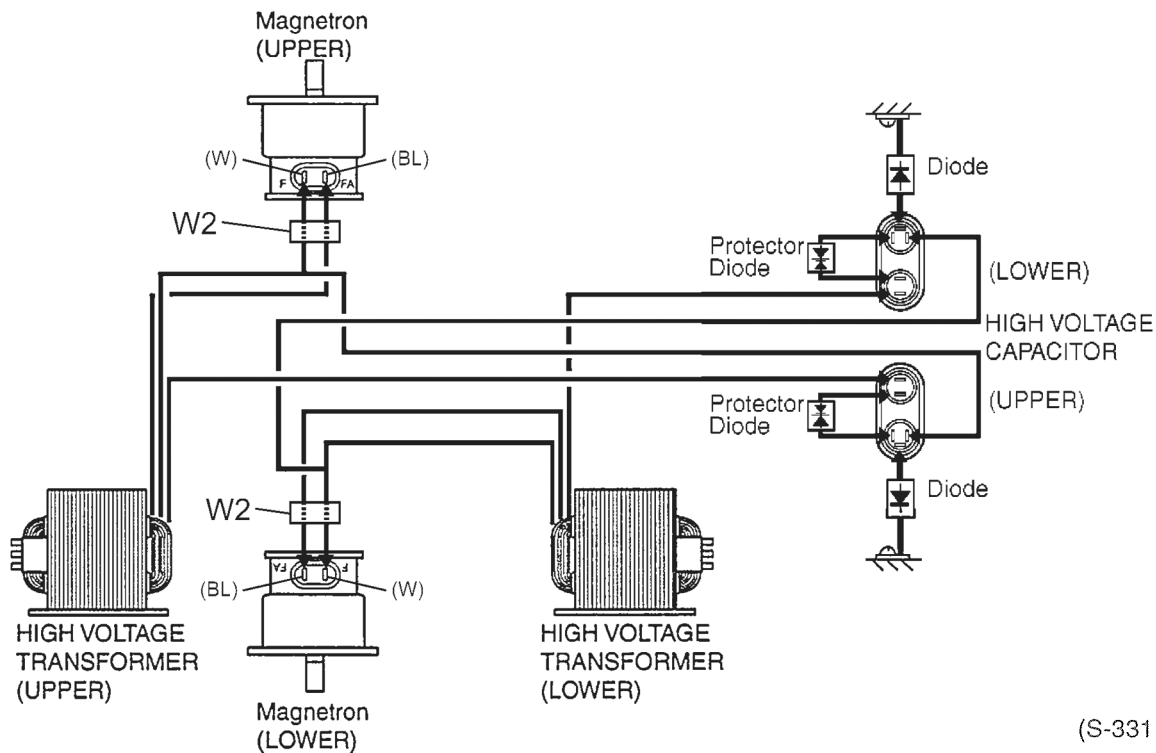 Magnetron
(UPPER)
(W)
(BL)
F
FA
W2
Diode
Protector
Diode
(LOWER)
HIGH VOLTAGE
CAPACITOR
(UPPER)
Protector
Diode
Diode
W2
FA
F
(BL)
(W)
HIGH VOLTAGE
TRANSFORMER
(UPPER)
HIGH VOLTAGE
TRANSFORMER
(LOWER)
Magnetron
(LOWER)
(S-331